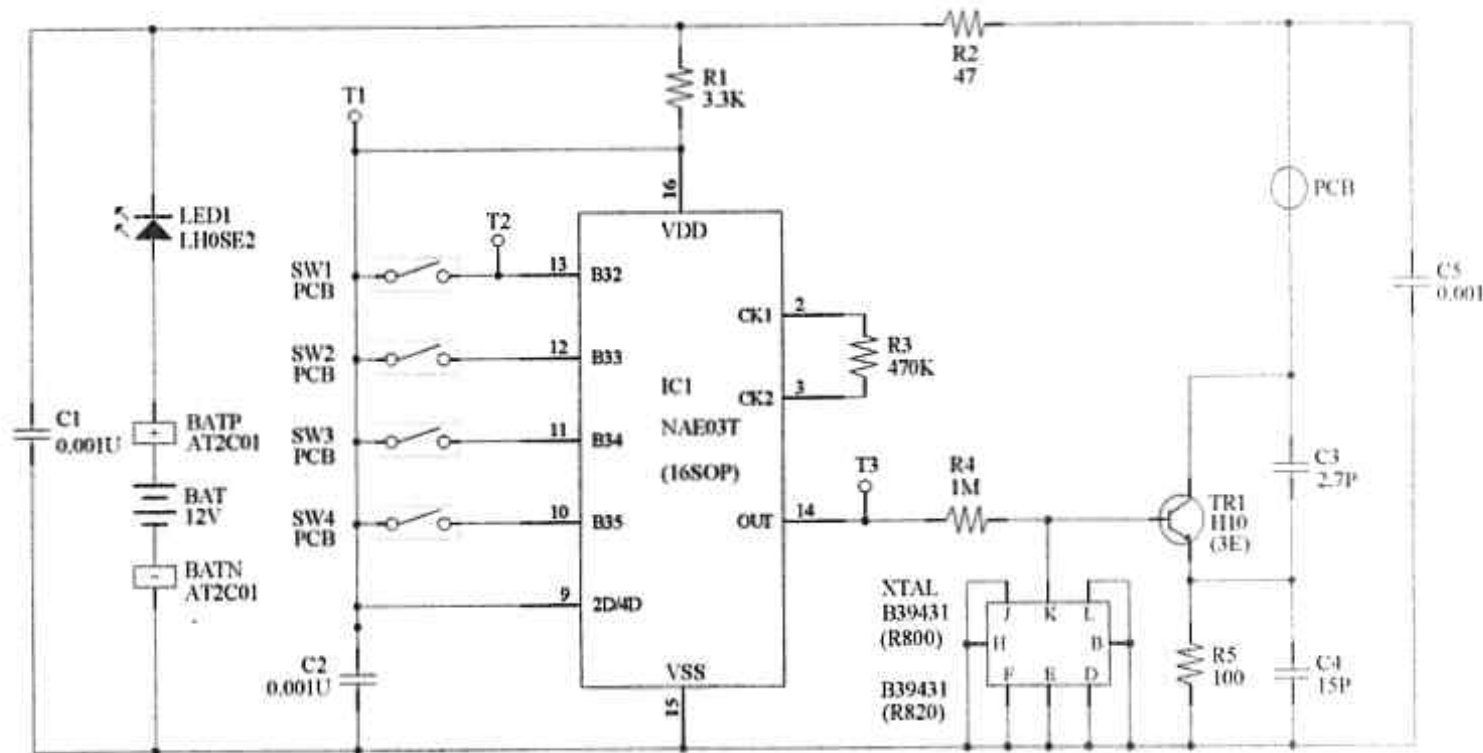 R2
47
R1
3.3K
T1
PCB
16
LED1
LH0SE2
T2
VDD
SW1
PCB
13
B32
C5
0.001
2
CK1
SW2
PCB
12
B33
R3
470K
3
CK2
IC1
NAE03T
(16SOP)
C1
0.001U
BATP
AT2C01
SW3
PCB
11
B34
BAT
12V
T3
R4
1M
C3
2.7P
TR1
H10
(3E)
SW4
PCB
10
B35
OUT
14
BATN
AT2C01
9
2D/4D
XTAL
B39431
(R800)
J
K
L
H
B
F
E
D
B39431
(R820)
R5
100
C4
15P
C2
0.001U
VSS
15